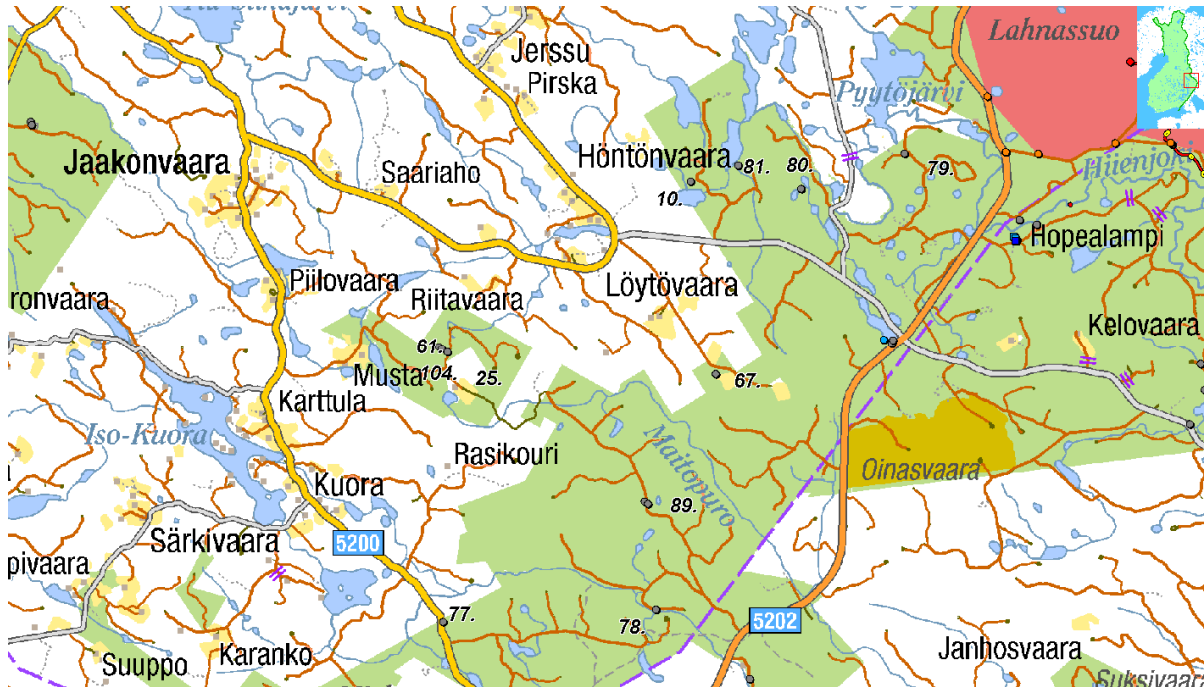 Lahnassuo
Jerssu
Pirska
Pyytöjärvi
Jaakonvaara
Saariaho
Höntönvaara
81.
80.
79.
Hiienjoki
10.
Hopealampi
Piilovaara
Riitavaara
Löytövaara
ronvaara
Kelovaara
61.
Musta
104.
25.
67.
Karttula
Iso-Kuora
Rasikouri
Maitopuro
Oinasvaara
Kuora
89.
Särkivaara
5200
pivaara
77.
78.
5202
Suuppo
Karanko
Janhosvaara
Suksivaar